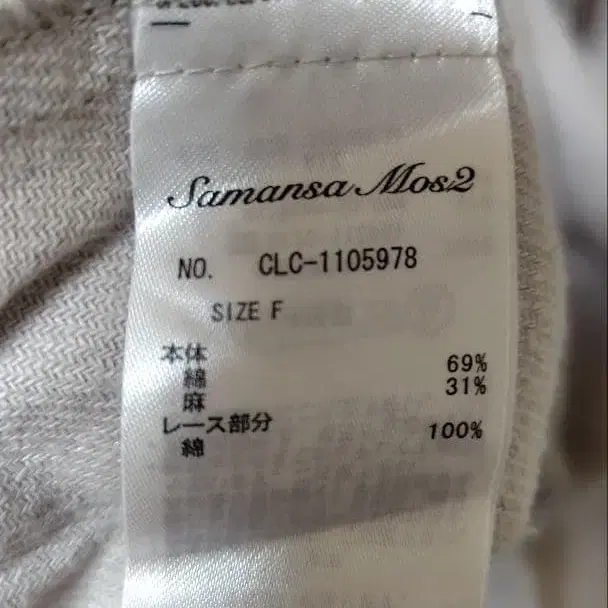 Samansa Mos2
NO. CLC-1105978
SIZE F
本体
綿 69%
麻 31%
レース部分
綿 100%